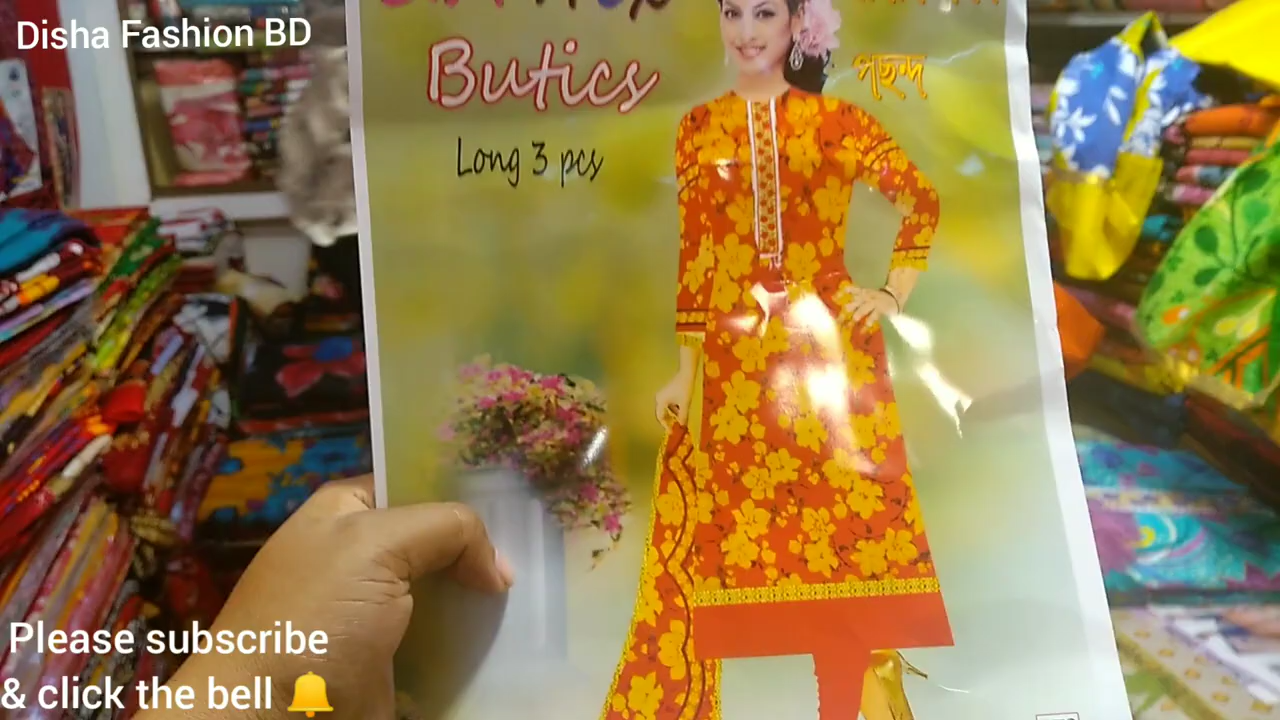 Disha Fashion BD
Butics
পছন্দ
Long 3 pcs
Please subscribe
& click the bell